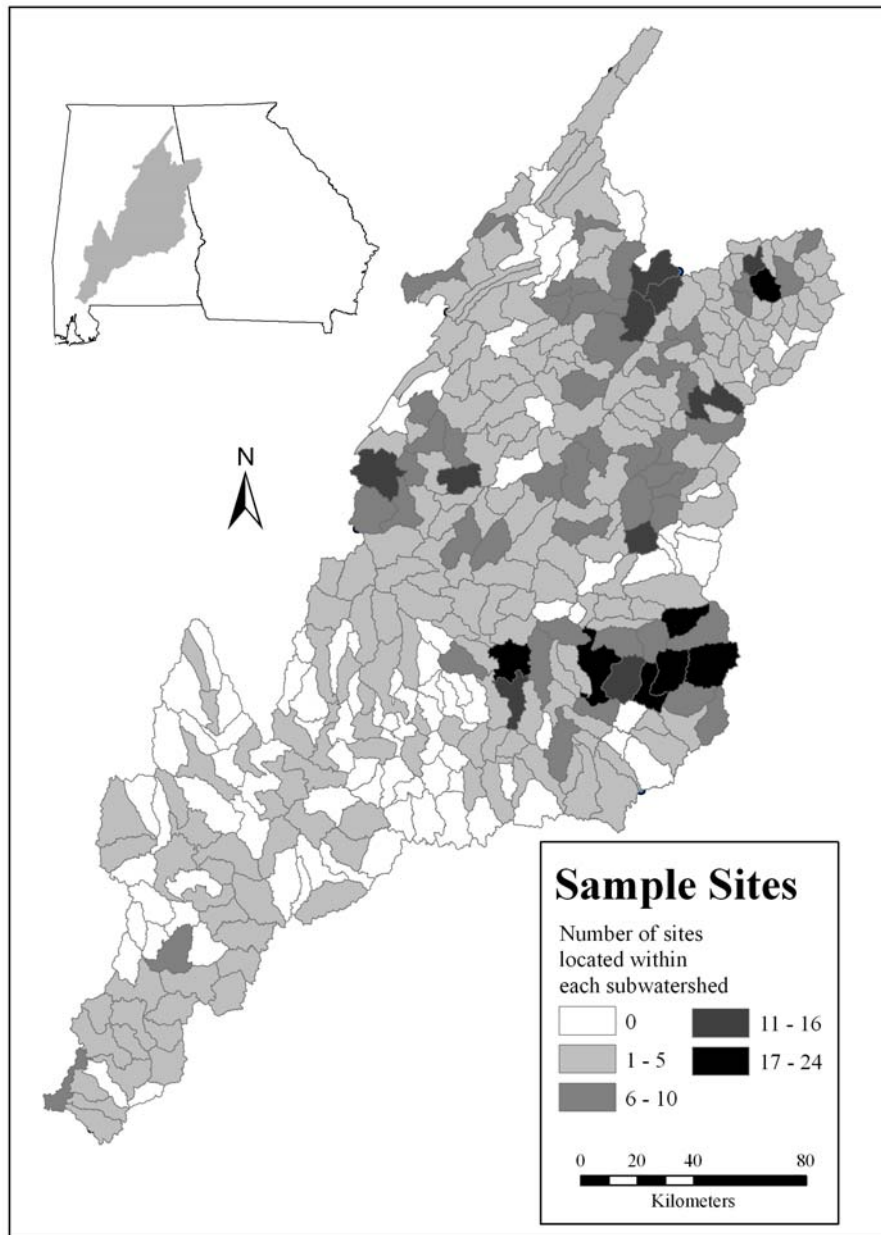 N
Sample Sites
Number of sites
located within
each subwatershed
0
1 - 5
6 - 10
11 - 16
17 - 24
0 20 40 80
Kilometers